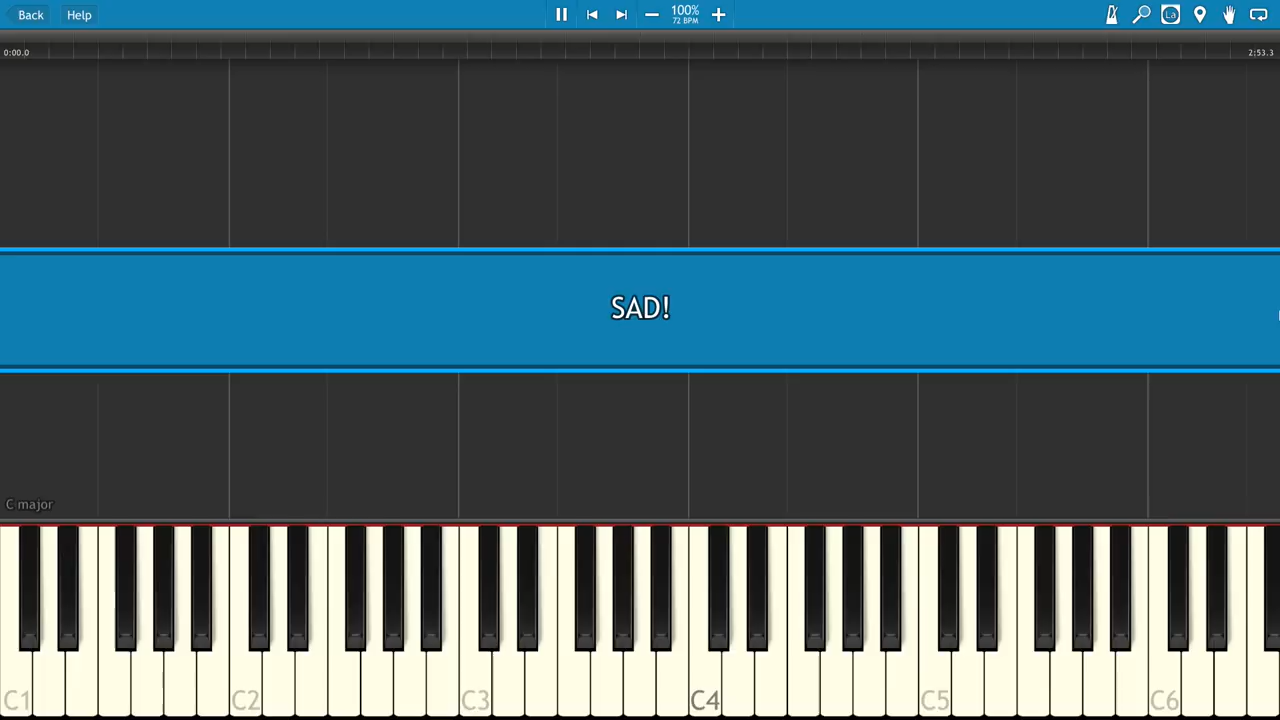 Back Help 100% La
72 BPM
0:00.0 2:53.3
SAD!
C major
C1 C2 C3 C4 C5 C6